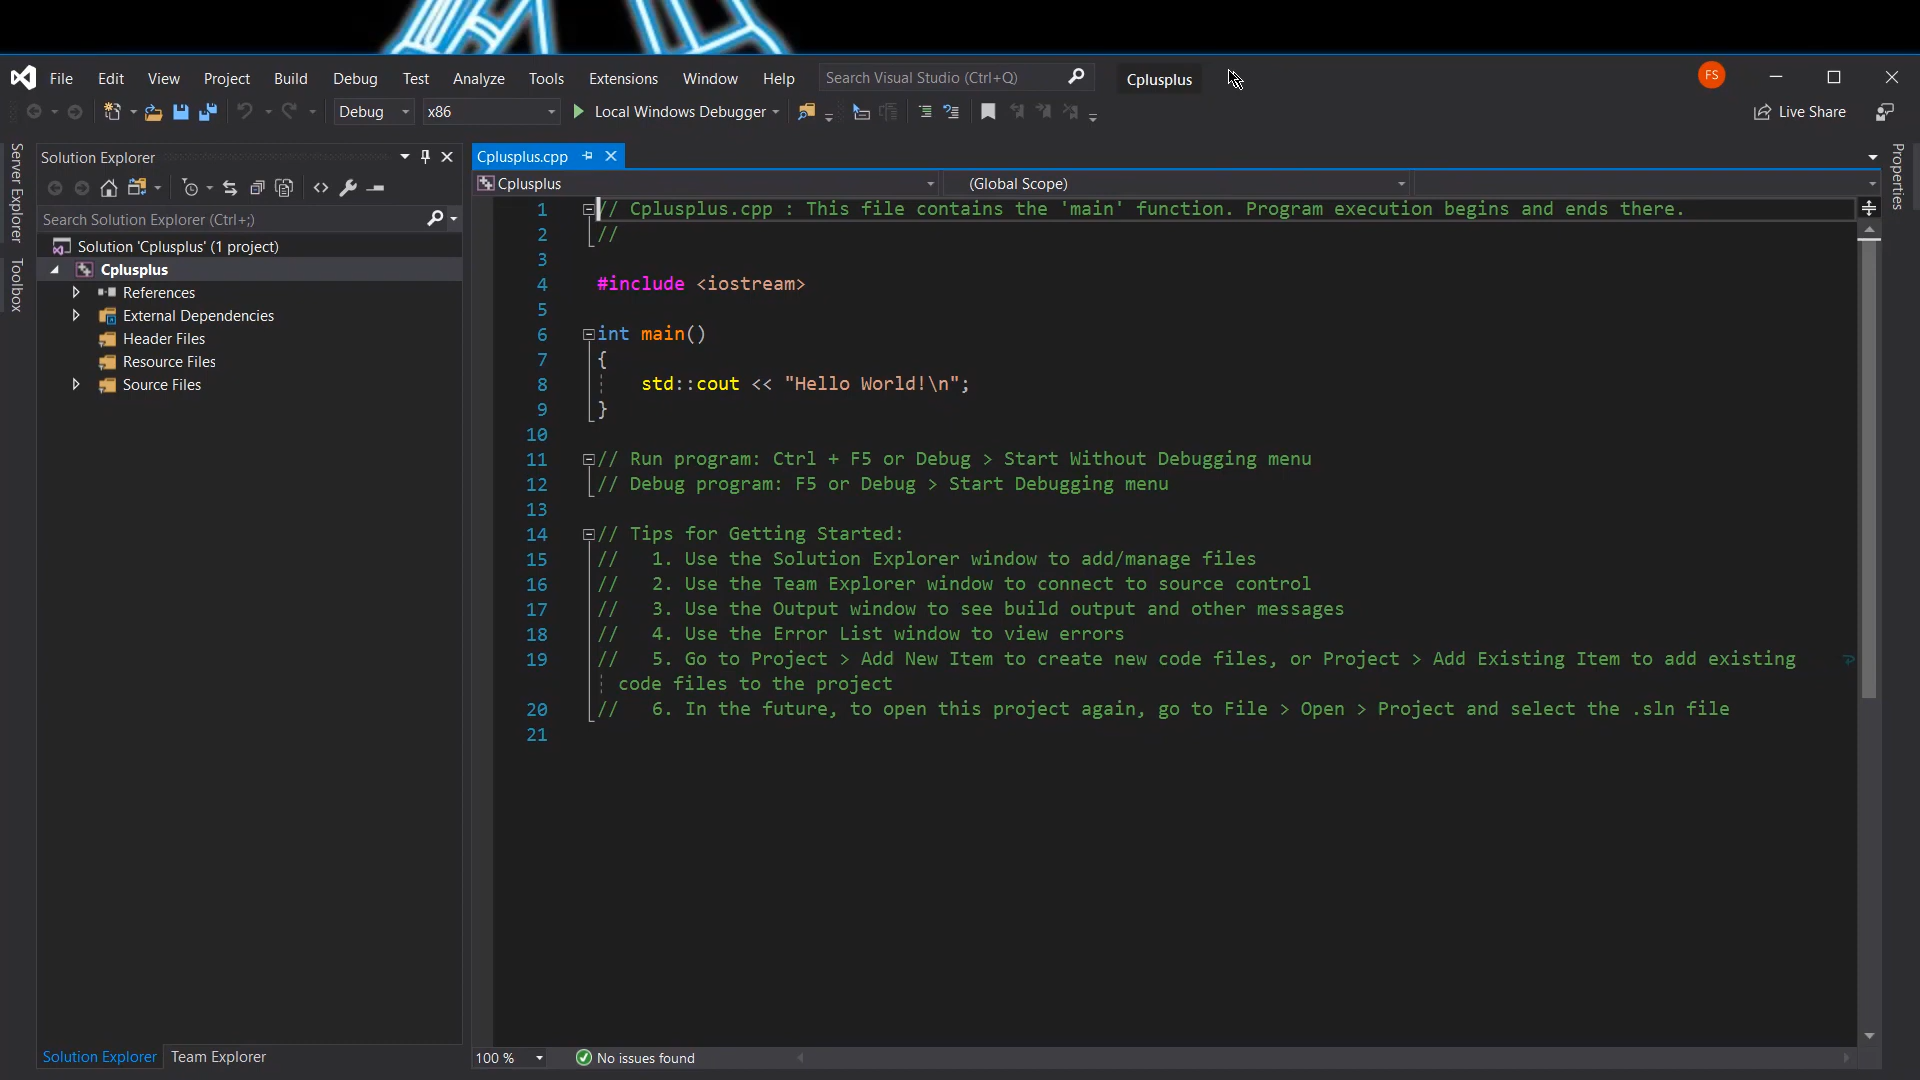 File Edit View Project Build Debug Test Analyze Tools Extensions Window Help Search Visual Studio (Ctrl+Q) Cplusplus FS
Debug x86 Local Windows Debugger Live Share
Server Explorer
Toolbox
Solution Explorer
Search Solution Explorer (Ctrl+;)
Solution 'Cplusplus' (1 project)
Cplusplus
References
External Dependencies
Header Files
Resource Files
Source Files
Solution Explorer Team Explorer
Cplusplus.cpp
Cplusplus (Global Scope)
1 // Cplusplus.cpp : This file contains the 'main' function. Program execution begins and ends there.
2 //
3
4 #include <iostream>
5
6 int main()
7 {
8 std::cout << "Hello World!\n";
9 }
10
11 // Run program: Ctrl + F5 or Debug > Start Without Debugging menu
12 // Debug program: F5 or Debug > Start Debugging menu
13
14 // Tips for Getting Started:
15 // 1. Use the Solution Explorer window to add/manage files
16 // 2. Use the Team Explorer window to connect to source control
17 // 3. Use the Output window to see build output and other messages
18 // 4. Use the Error List window to view errors
19 // 5. Go to Project > Add New Item to create new code files, or Project > Add Existing Item to add existing
code files to the project
20 // 6. In the future, to open this project again, go to File > Open > Project and select the .sln file
21
100 % No issues found
Properties